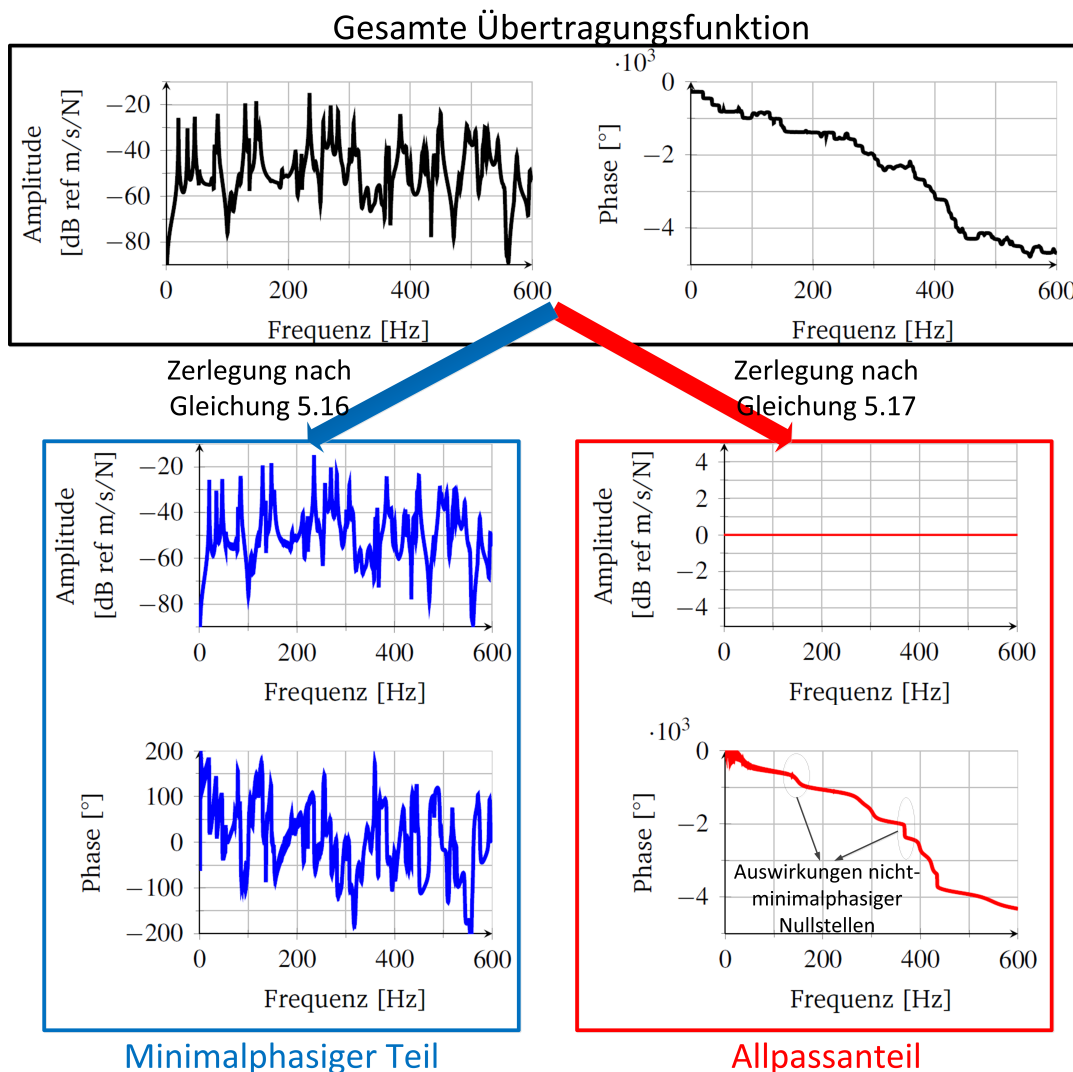 Gesamte Übertragungsfunktion
Amplitude
[dB ref m/s/N]
−20
−40
−60
−80
0
200
400
600
Frequenz [Hz]
·10³
Phase [°]
0
−2
−4
0
200
400
600
Frequenz [Hz]
Zerlegung nach
Gleichung 5.16
Zerlegung nach
Gleichung 5.17
Amplitude
[dB ref m/s/N]
−20
−40
−60
−80
0
200
400
600
Frequenz [Hz]
Phase [°]
200
100
0
−100
−200
0
200
400
600
Frequenz [Hz]
Minimalphasiger Teil
Amplitude
[dB ref m/s/N]
4
2
0
−2
−4
0
200
400
600
Frequenz [Hz]
·10³
Phase [°]
0
−2
−4
Auswirkungen nicht-
minimalphasiger
Nullstellen
0
200
400
600
Frequenz [Hz]
Allpassanteil